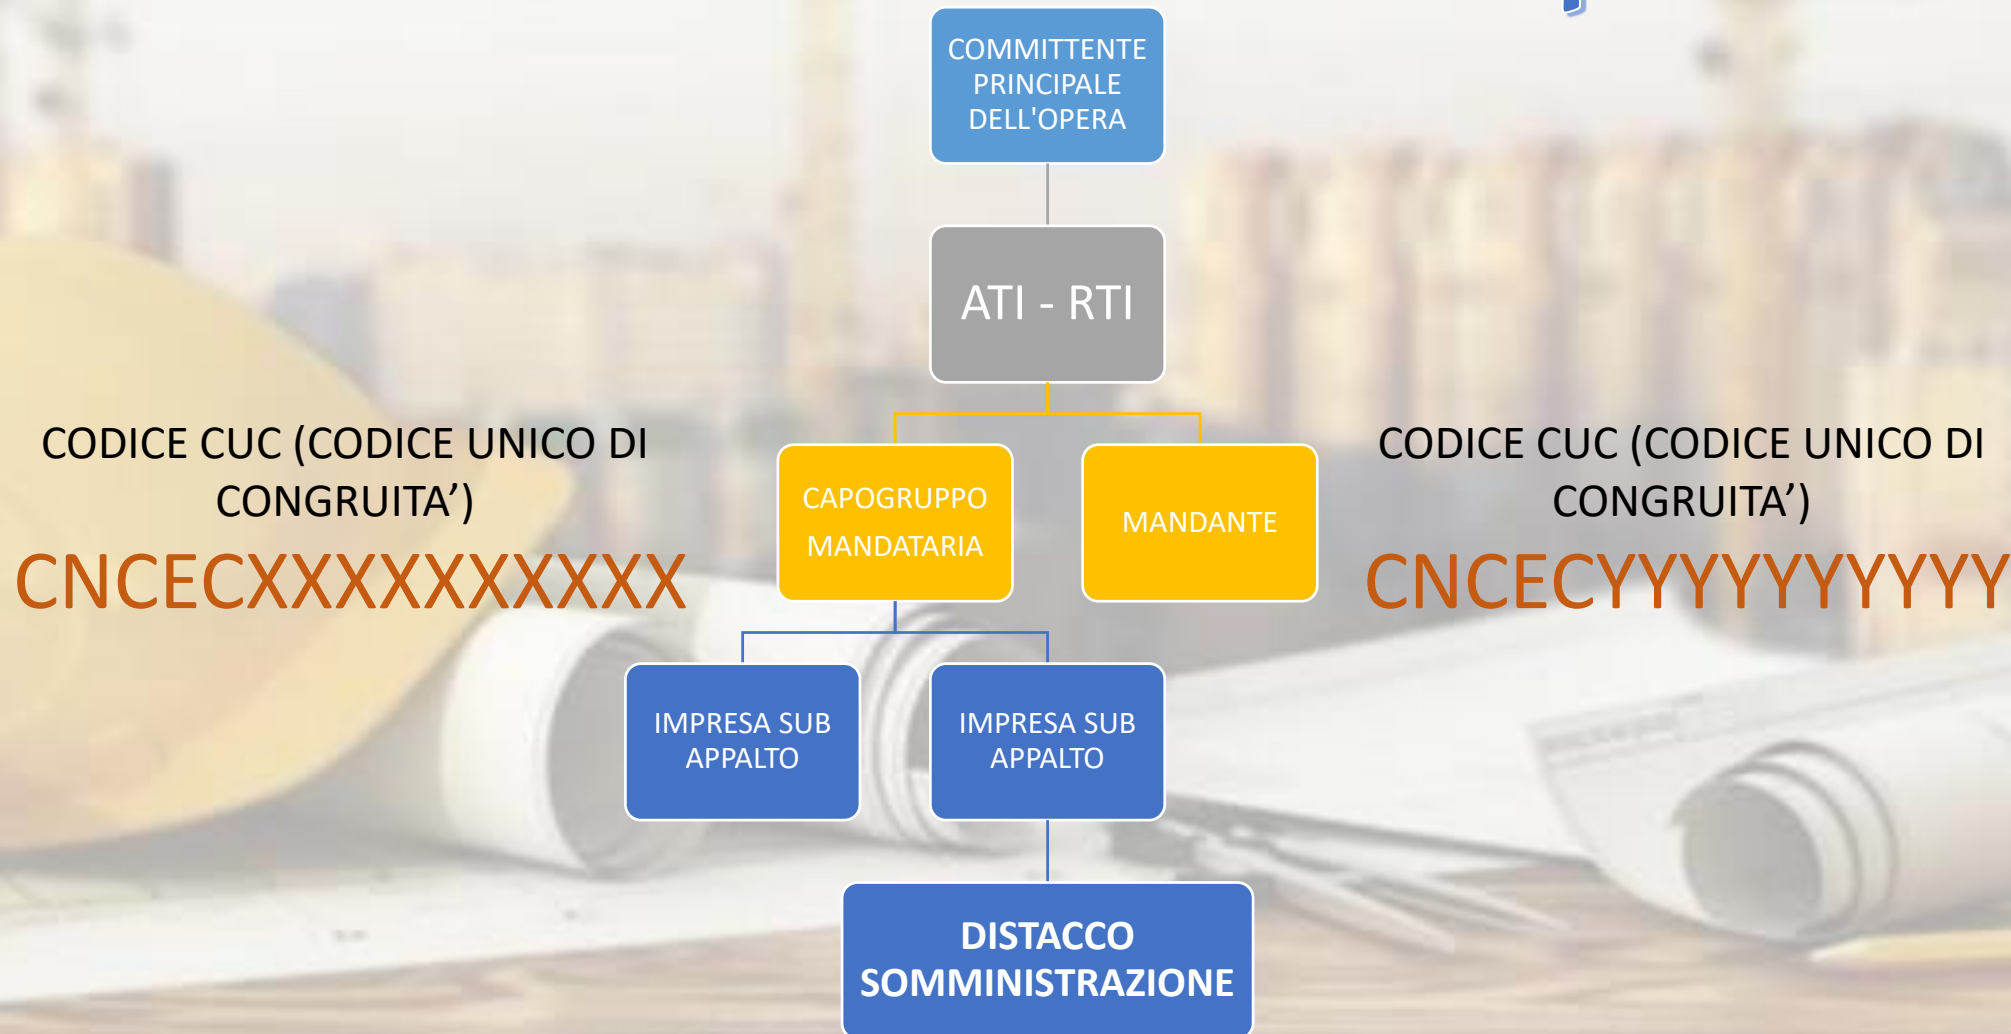 COMMITTENTE
PRINCIPALE
DELL'OPERA
ATI - RTI
CODICE CUC (CODICE UNICO DI
CONGRUITA’)
CNCECXXXXXXXXXX
CAPOGRUPPO
MANDATARIA
MANDANTE
CODICE CUC (CODICE UNICO DI
CONGRUITA’)
CNCECYYYYYYYYYY
IMPRESA SUB
APPALTO
IMPRESA SUB
APPALTO
DISTACCO
SOMMINISTRAZIONE